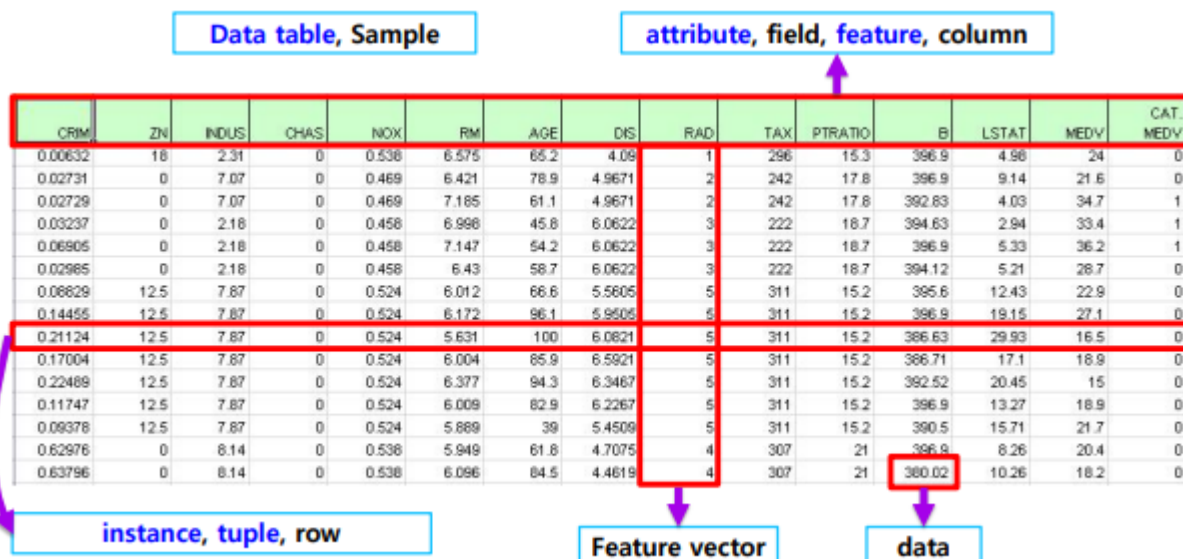 Data table, Sample
attribute, field, feature, column
CRIM ZN INDUS CHAS NOX RM AGE DIS RAD TAX PTRATIO B LSTAT MEDV CAT. MEDV
0.00632 18 2.31 0 0.538 6.575 65.2 4.09 1 296 15.3 396.9 4.98 24 0
0.02731 0 7.07 0 0.469 6.421 78.9 4.9671 2 242 17.8 396.9 9.14 21.6 0
0.02729 0 7.07 0 0.469 7.185 61.1 4.9671 2 242 17.8 392.83 4.03 34.7 1
0.03237 0 2.18 0 0.458 6.998 45.8 6.0622 3 222 18.7 394.63 2.94 33.4 1
0.06905 0 2.18 0 0.458 7.147 54.2 6.0622 3 222 18.7 396.9 5.33 36.2 1
0.02985 0 2.18 0 0.458 6.43 58.7 6.0622 3 222 18.7 394.12 5.21 28.7 0
0.08829 12.5 7.87 0 0.524 6.012 66.6 5.5605 5 311 15.2 395.6 12.43 22.9 0
0.14455 12.5 7.87 0 0.524 6.172 96.1 5.9505 5 311 15.2 396.9 19.15 27.1 0
0.21124 12.5 7.87 0 0.524 5.631 100 6.0821 5 311 15.2 386.63 29.93 16.5 0
0.17004 12.5 7.87 0 0.524 6.004 85.9 6.5921 5 311 15.2 386.71 17.1 18.9 0
0.22489 12.5 7.87 0 0.524 6.377 94.3 6.3467 5 311 15.2 392.52 20.45 15 0
0.11747 12.5 7.87 0 0.524 6.009 82.9 6.2267 5 311 15.2 396.9 13.27 18.9 0
0.09378 12.5 7.87 0 0.524 5.889 39 5.4509 5 311 15.2 390.5 15.71 21.7 0
0.62976 0 8.14 0 0.538 5.949 61.8 4.7075 4 307 21 396.9 8.26 20.4 0
0.63796 0 8.14 0 0.538 6.096 84.5 4.4619 4 307 21 380.02 10.26 18.2 0
instance, tuple, row
Feature vector
data